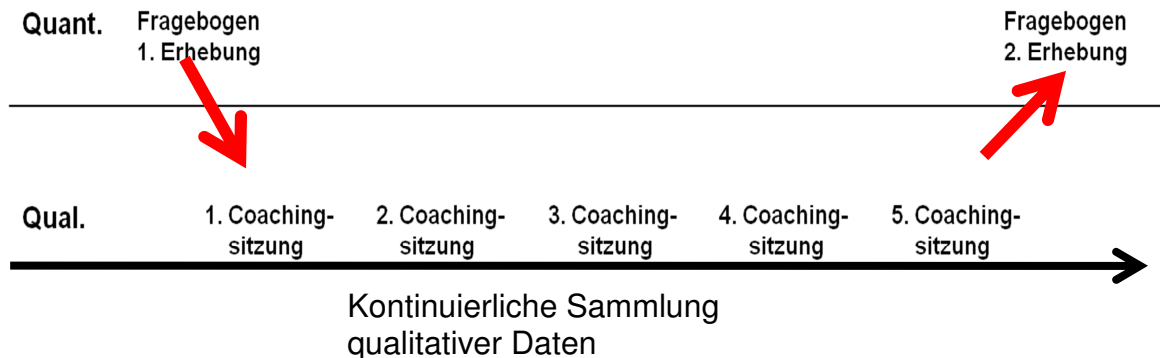 Quant.
Fragebogen
1. Erhebung
Fragebogen
2. Erhebung
Qual.
1. Coaching-
sitzung
2. Coaching-
sitzung
3. Coaching-
sitzung
4. Coaching-
sitzung
5. Coaching-
sitzung
Kontinuierliche Sammlung
qualitativer Daten